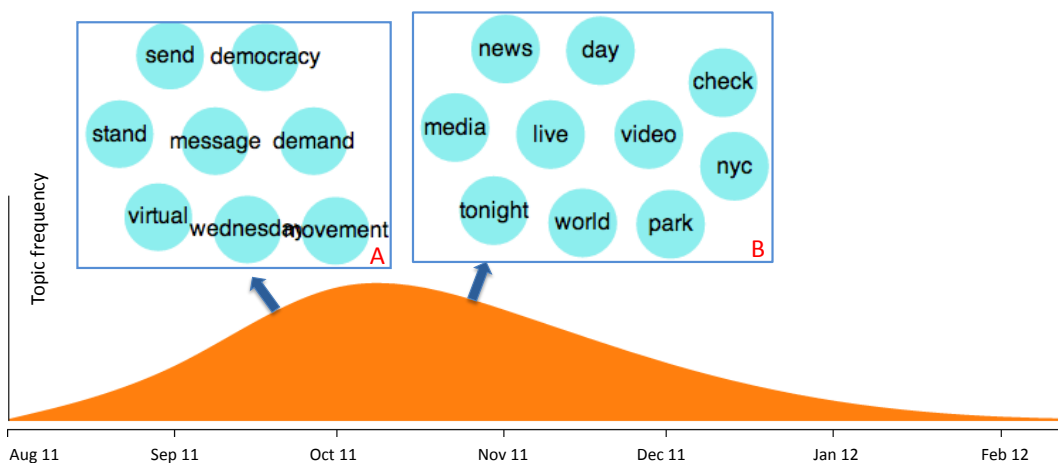 send democracy
stand message demand
virtual wednesday movement
A
news day
check
media live video
nyc
tonight world park
B
Topic frequency
Aug 11 Sep 11 Oct 11 Nov 11 Dec 11 Jan 12 Feb 12